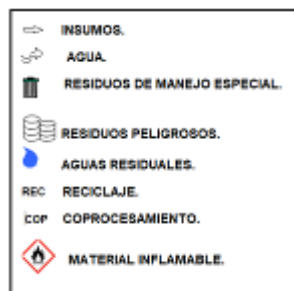 INSUMOS.
AGUA.
RESIDUOS DE MANEJO ESPECIAL.
RESIDUOS PELIGROSOS.
AGUAS RESIDUALES.
REC RECICLAJE.
COP COPROCESAMIENTO.
MATERIAL INFLAMABLE.